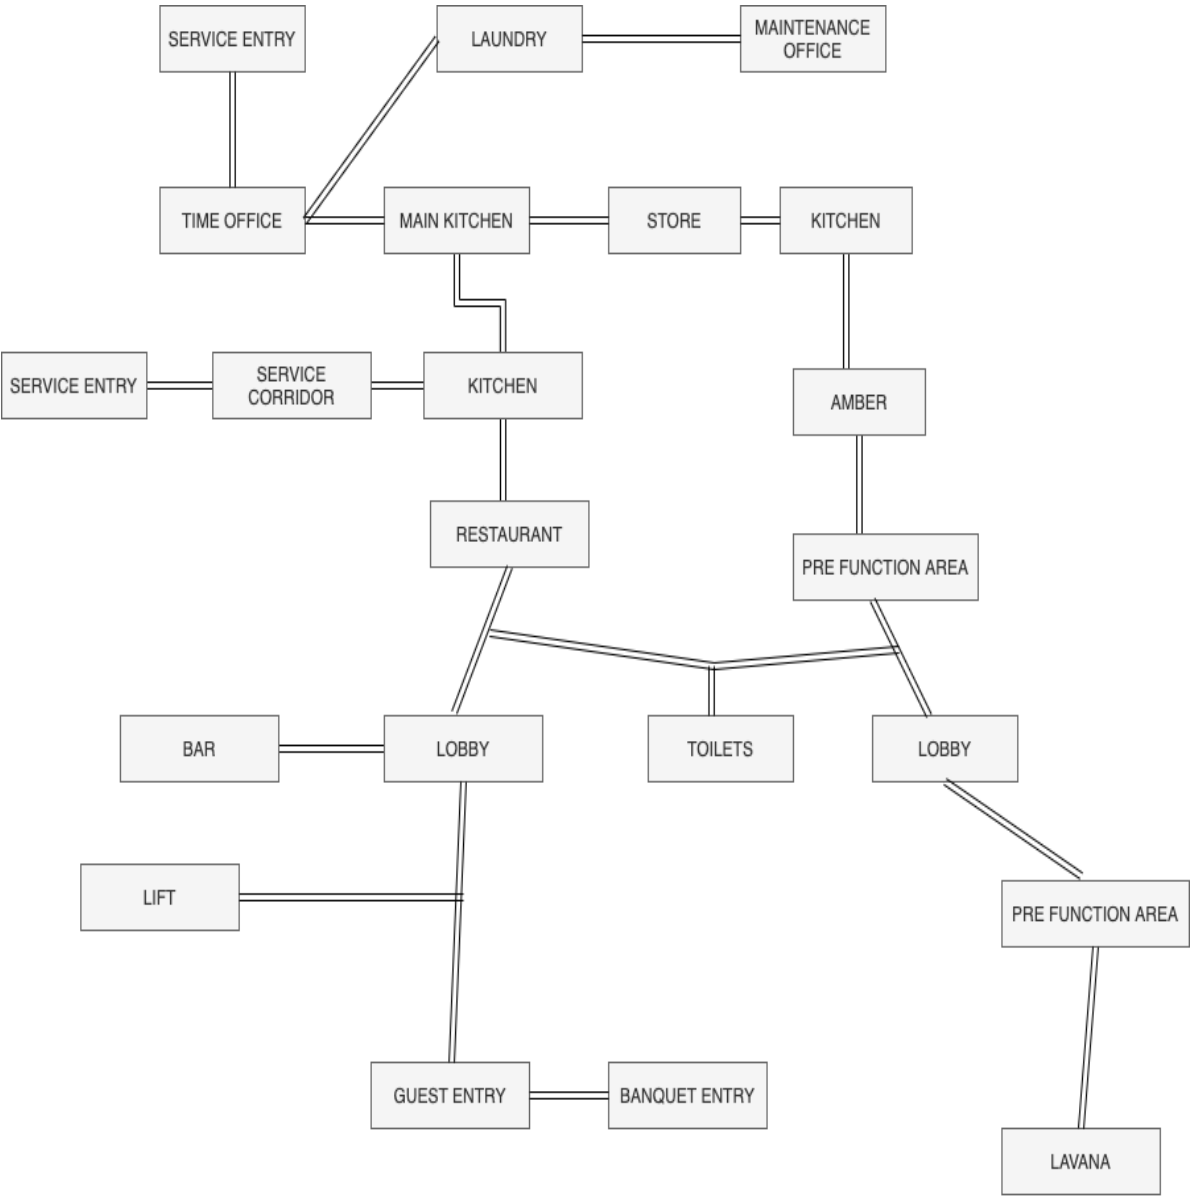 SERVICE ENTRY
LAUNDRY
MAINTENANCE
OFFICE
TIME OFFICE
MAIN KITCHEN
STORE
KITCHEN
SERVICE ENTRY
SERVICE
CORRIDOR
KITCHEN
AMBER
RESTAURANT
PRE FUNCTION AREA
BAR
LOBBY
TOILETS
LOBBY
LIFT
PRE FUNCTION AREA
GUEST ENTRY
BANQUET ENTRY
LAVANA